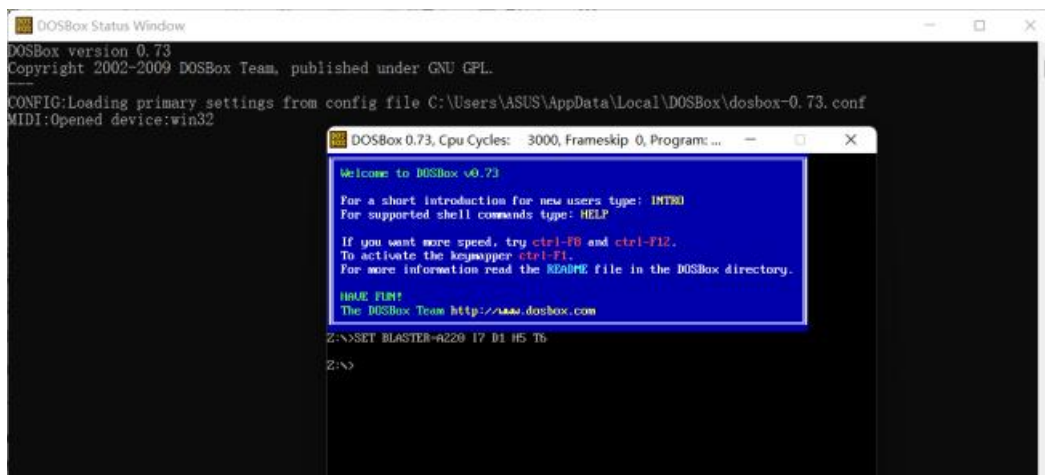 DOSBox Status Window
DOSBox version 0.73
Copyright 2002-2009 DOSBox Team, published under GNU GPL.
---
CONFIG:Loading primary settings from config file C:\Users\ASUS\AppData\Local\DOSBox\dosbox-0.73.conf
MIDI:Opened device:win32
DOSBox 0.73, Cpu Cycles: 3000, Frameskip 0, Program: ...
Welcome to DOSBox v0.73
For a short introduction for new users type: INTRO
For supported shell commands type: HELP
If you want more speed, try ctrl-F8 and ctrl-F12.
To activate the keymapper ctrl-F1.
For more information read the README file in the DOSBox directory.
HAVE FUN!
The DOSBox Team http://www.dosbox.com
Z:\>SET BLASTER=A220 I7 D1 H5 T6
Z:\>